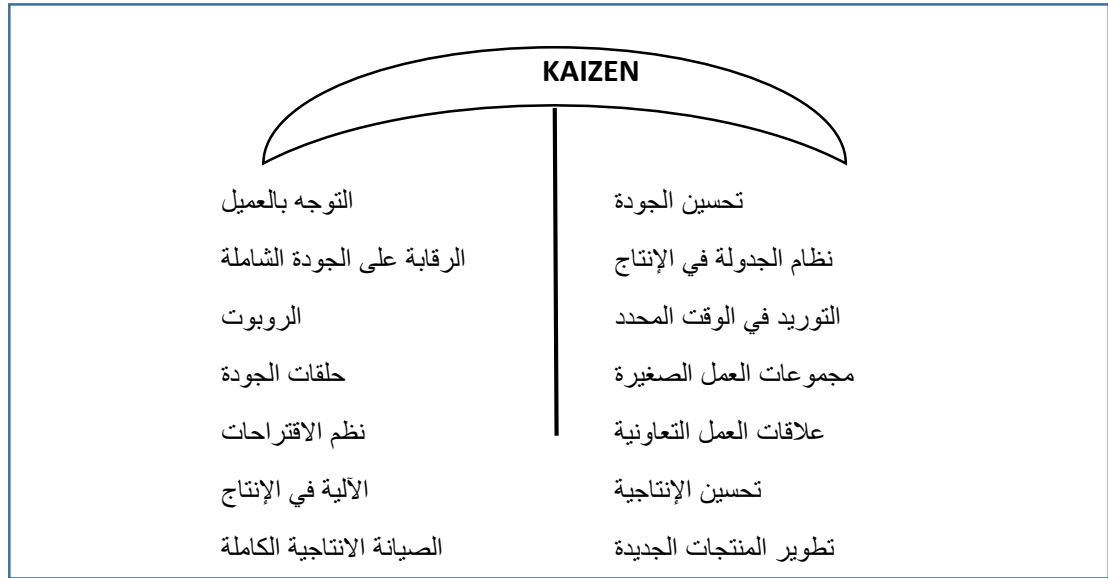 KAIZEN
تحسين الجودة
التوجه بالعميل
نظام الجدولة في الإنتاج
الرقابة على الجودة الشاملة
التوريد في الوقت المحدد
الروبوت
مجموعات العمل الصغيرة
حلقات الجودة
علاقات العمل التعاونية
نظم الاقتراحات
تحسين الإنتاجية
الآلية في الإنتاج
تطوير المنتجات الجديدة
الصيانة الانتاجية الكاملة